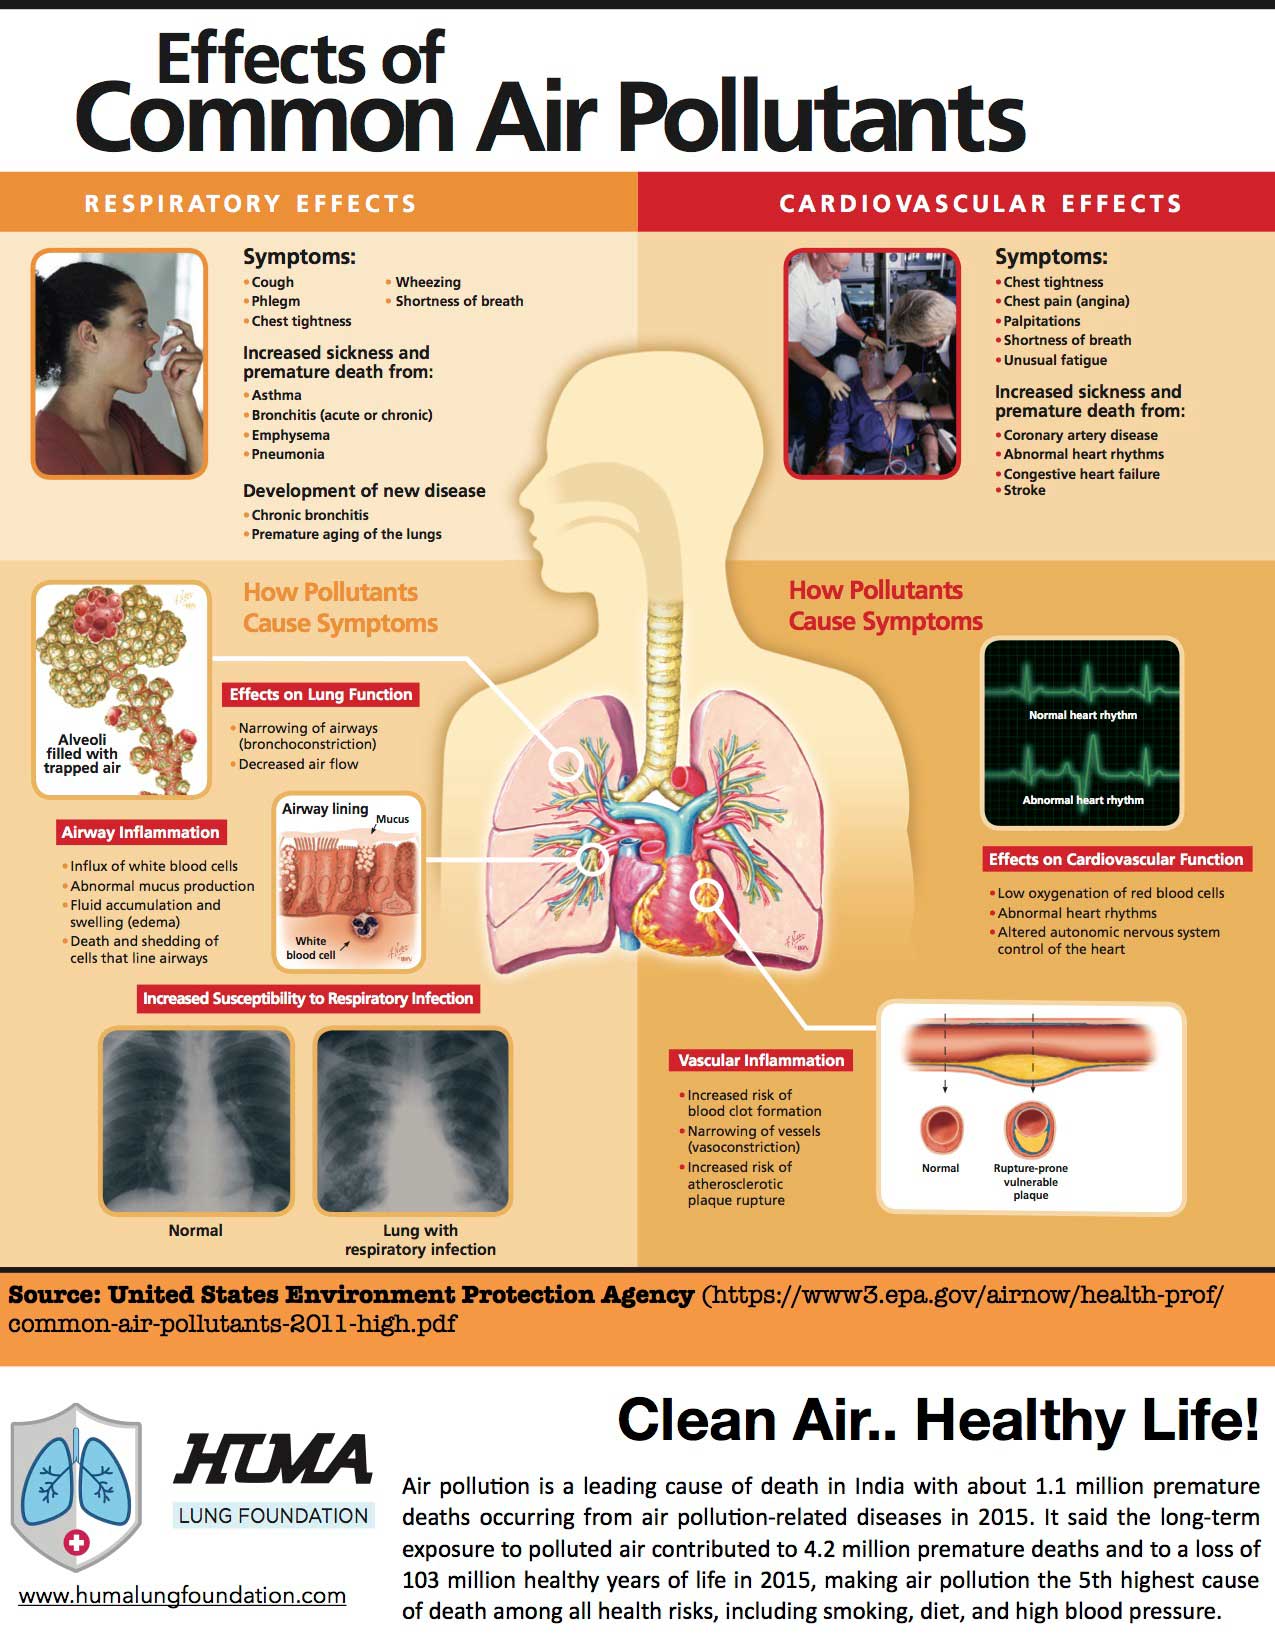 Effects of
Common Air Pollutants
RESPIRATORY EFFECTS
Symptoms:
• Cough
• Phlegm
• Chest tightness
• Wheezing
• Shortness of breath
Increased sickness and
premature death from:
• Asthma
• Bronchitis (acute or chronic)
• Emphysema
• Pneumonia
Development of new disease
• Chronic bronchitis
• Premature aging of the lungs
How Pollutants
Cause Symptoms
Alveoli
filled with
trapped air
Effects on Lung Function
• Narrowing of airways
(bronchoconstriction)
• Decreased air flow
Airway Inflammation
• Influx of white blood cells
• Abnormal mucus production
• Fluid accumulation and
swelling (edema)
• Death and shedding of
cells that line airways
Airway lining
Mucus
White
blood cell
Increased Susceptibility to Respiratory Infection
Normal
Lung with
respiratory infection
CARDIOVASCULAR EFFECTS
Symptoms:
• Chest tightness
• Chest pain (angina)
• Palpitations
• Shortness of breath
• Unusual fatigue
Increased sickness and
premature death from:
• Coronary artery disease
• Abnormal heart rhythms
• Congestive heart failure
• Stroke
How Pollutants
Cause Symptoms
Normal heart rhythm
Abnormal heart rhythm
Effects on Cardiovascular Function
• Low oxygenation of red blood cells
• Abnormal heart rhythms
• Altered autonomic nervous system
control of the heart
Vascular Inflammation
• Increased risk of
blood clot formation
• Narrowing of vessels
(vasoconstriction)
• Increased risk of
atherosclerotic
plaque rupture
Normal
Rupture-prone
vulnerable
plaque
Source: United States Environment Protection Agency (https://www3.epa.gov/airnow/health-prof/
common-air-pollutants-2011-high.pdf
HUMA
LUNG FOUNDATION
www.humalungfoundation.com
Clean Air.. Healthy Life!
Air pollution is a leading cause of death in India with about 1.1 million premature
deaths occurring from air pollution-related diseases in 2015. It said the long-term
exposure to polluted air contributed to 4.2 million premature deaths and to a loss of
103 million healthy years of life in 2015, making air pollution the 5th highest cause
of death among all health risks, including smoking, diet, and high blood pressure.